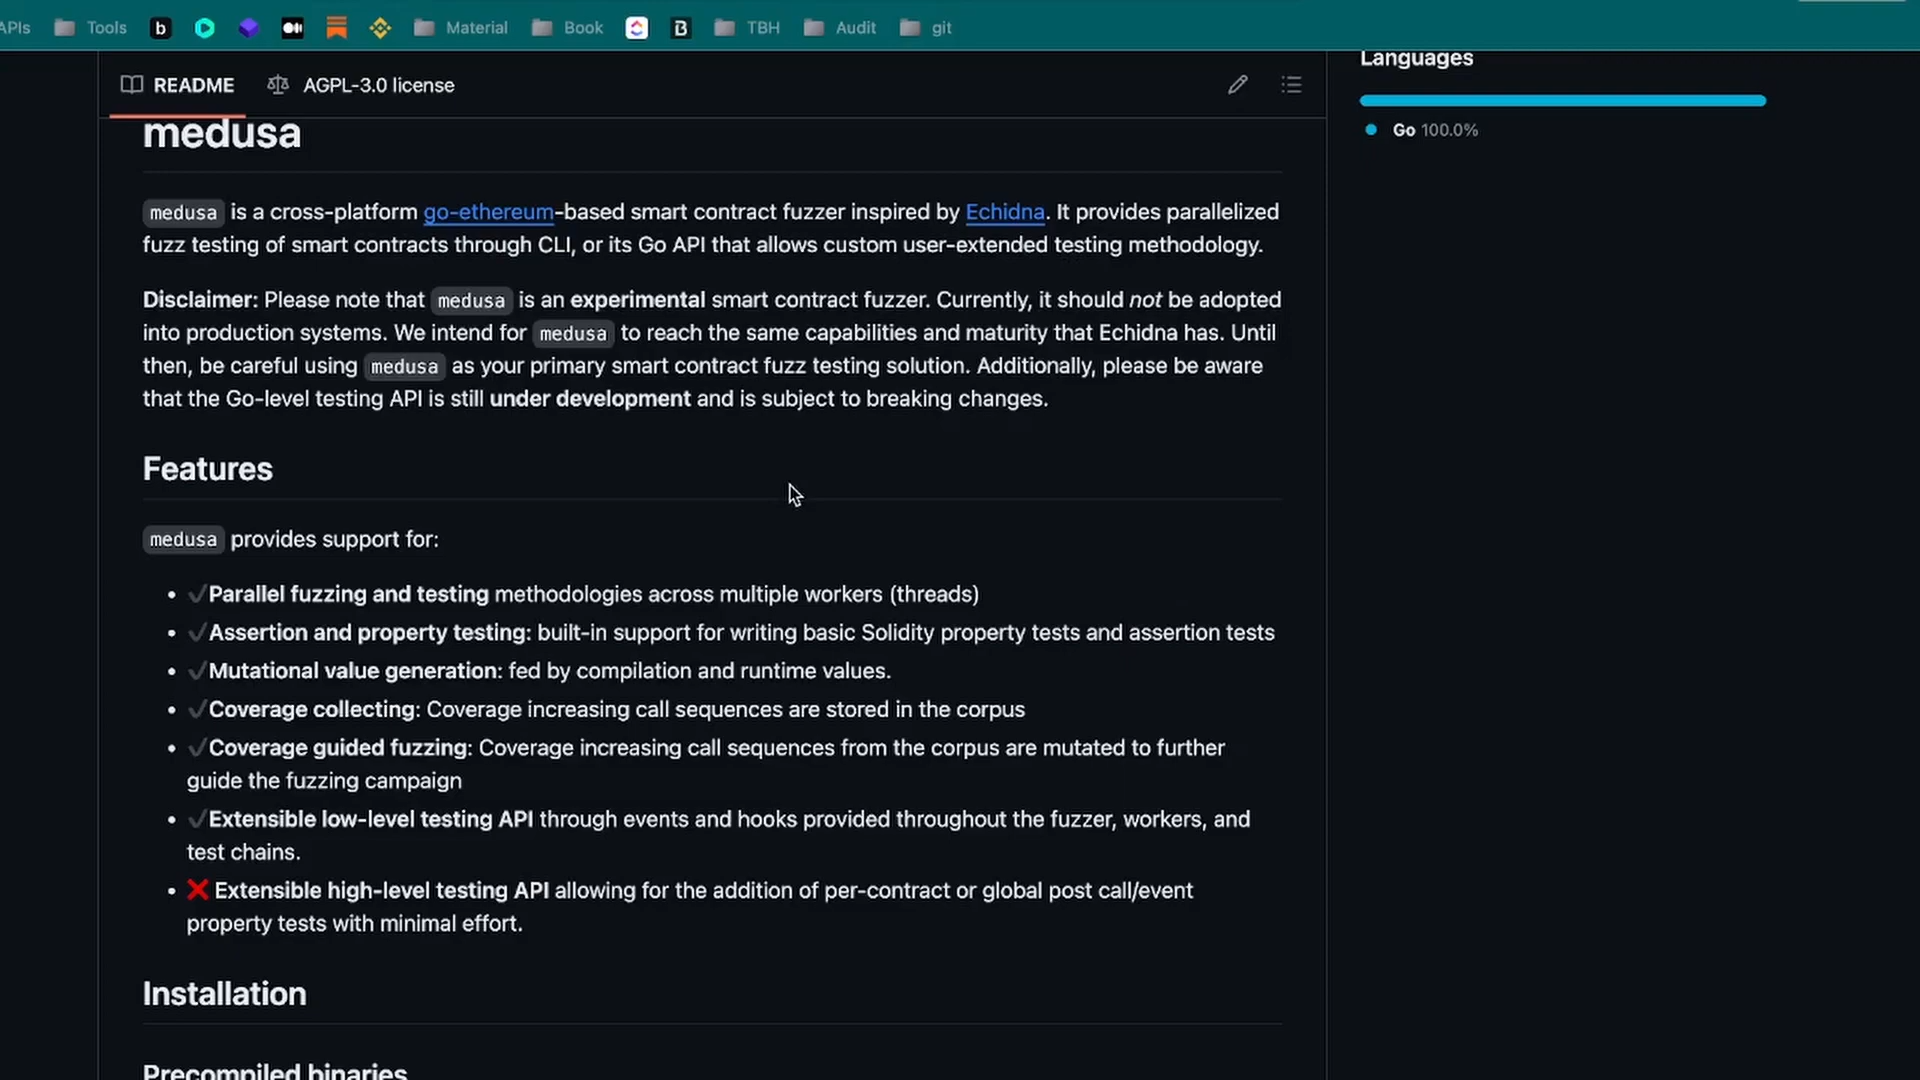 APIs Tools Material Book TBH Audit git
README AGPL-3.0 license
Languages
Go 100.0%
medusa
medusa is a cross-platform go-ethereum-based smart contract fuzzer inspired by Echidna. It provides parallelized
fuzz testing of smart contracts through CLI, or its Go API that allows custom user-extended testing methodology.
Disclaimer: Please note that medusa is an experimental smart contract fuzzer. Currently, it should not be adopted
into production systems. We intend for medusa to reach the same capabilities and maturity that Echidna has. Until
then, be careful using medusa as your primary smart contract fuzz testing solution. Additionally, please be aware
that the Go-level testing API is still under development and is subject to breaking changes.
Features
medusa provides support for:
• ✓Parallel fuzzing and testing methodologies across multiple workers (threads)
• ✓Assertion and property testing: built-in support for writing basic Solidity property tests and assertion tests
• ✓Mutational value generation: fed by compilation and runtime values.
• ✓Coverage collecting: Coverage increasing call sequences are stored in the corpus
• ✓Coverage guided fuzzing: Coverage increasing call sequences from the corpus are mutated to further
guide the fuzzing campaign
• ✓Extensible low-level testing API through events and hooks provided throughout the fuzzer, workers, and
test chains.
• ❌ Extensible high-level testing API allowing for the addition of per-contract or global post call/event
property tests with minimal effort.
Installation
Precompiled binaries